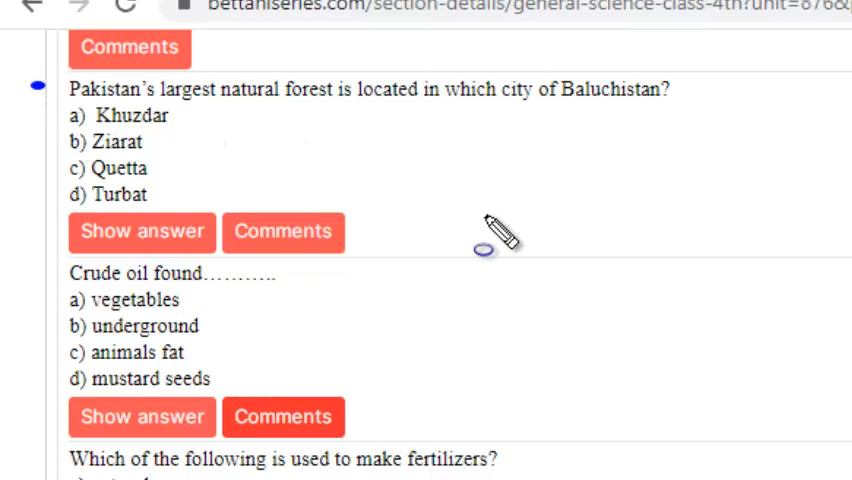 bettaniseries.com/section-details/general-science-class-4th?unit=876&
Comments
Pakistan’s largest natural forest is located in which city of Baluchistan?
a) Khuzdar
b) Ziarat
c) Quetta
d) Turbat
Show answer Comments
Crude oil found………..
a) vegetables
b) underground
c) animals fat
d) mustard seeds
Show answer Comments
Which of the following is used to make fertilizers?